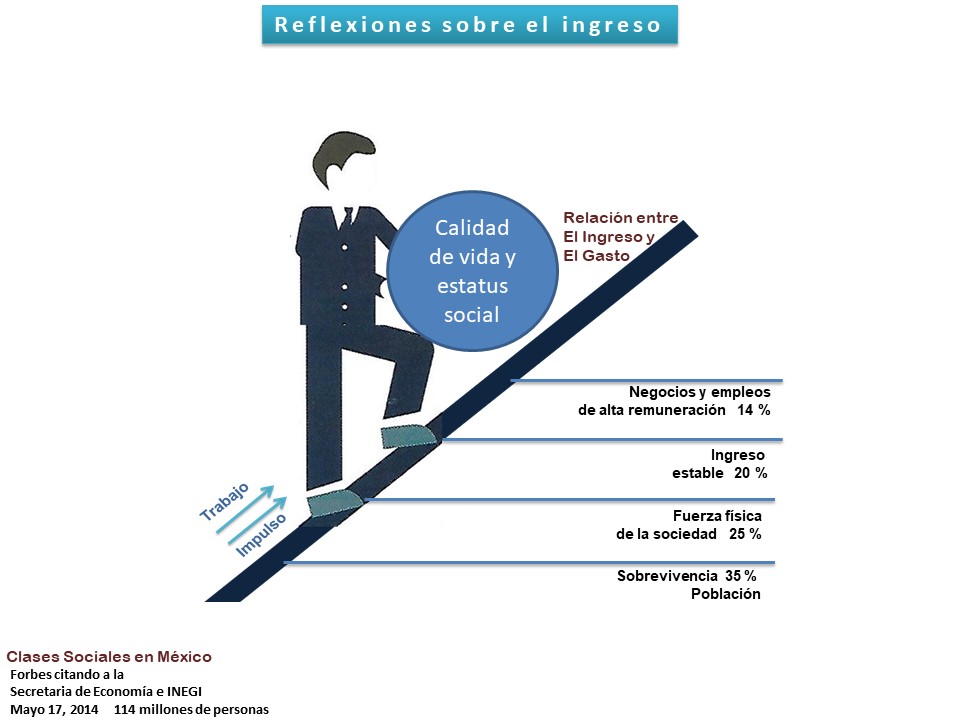 Reflexiones sobre el ingreso
Calidad
de vida y
estatus
social
Relación entre
El Ingreso y
El Gasto
Negocios y empleos
de alta remuneración 14 %
Ingreso
estable 20 %
Trabajo
Impulso
Fuerza física
de la sociedad 25 %
Sobrevivencia 35 %
Población
Clases Sociales en México
Forbes citando a la
Secretaria de Economía e INEGI
Mayo 17, 2014 114 millones de personas